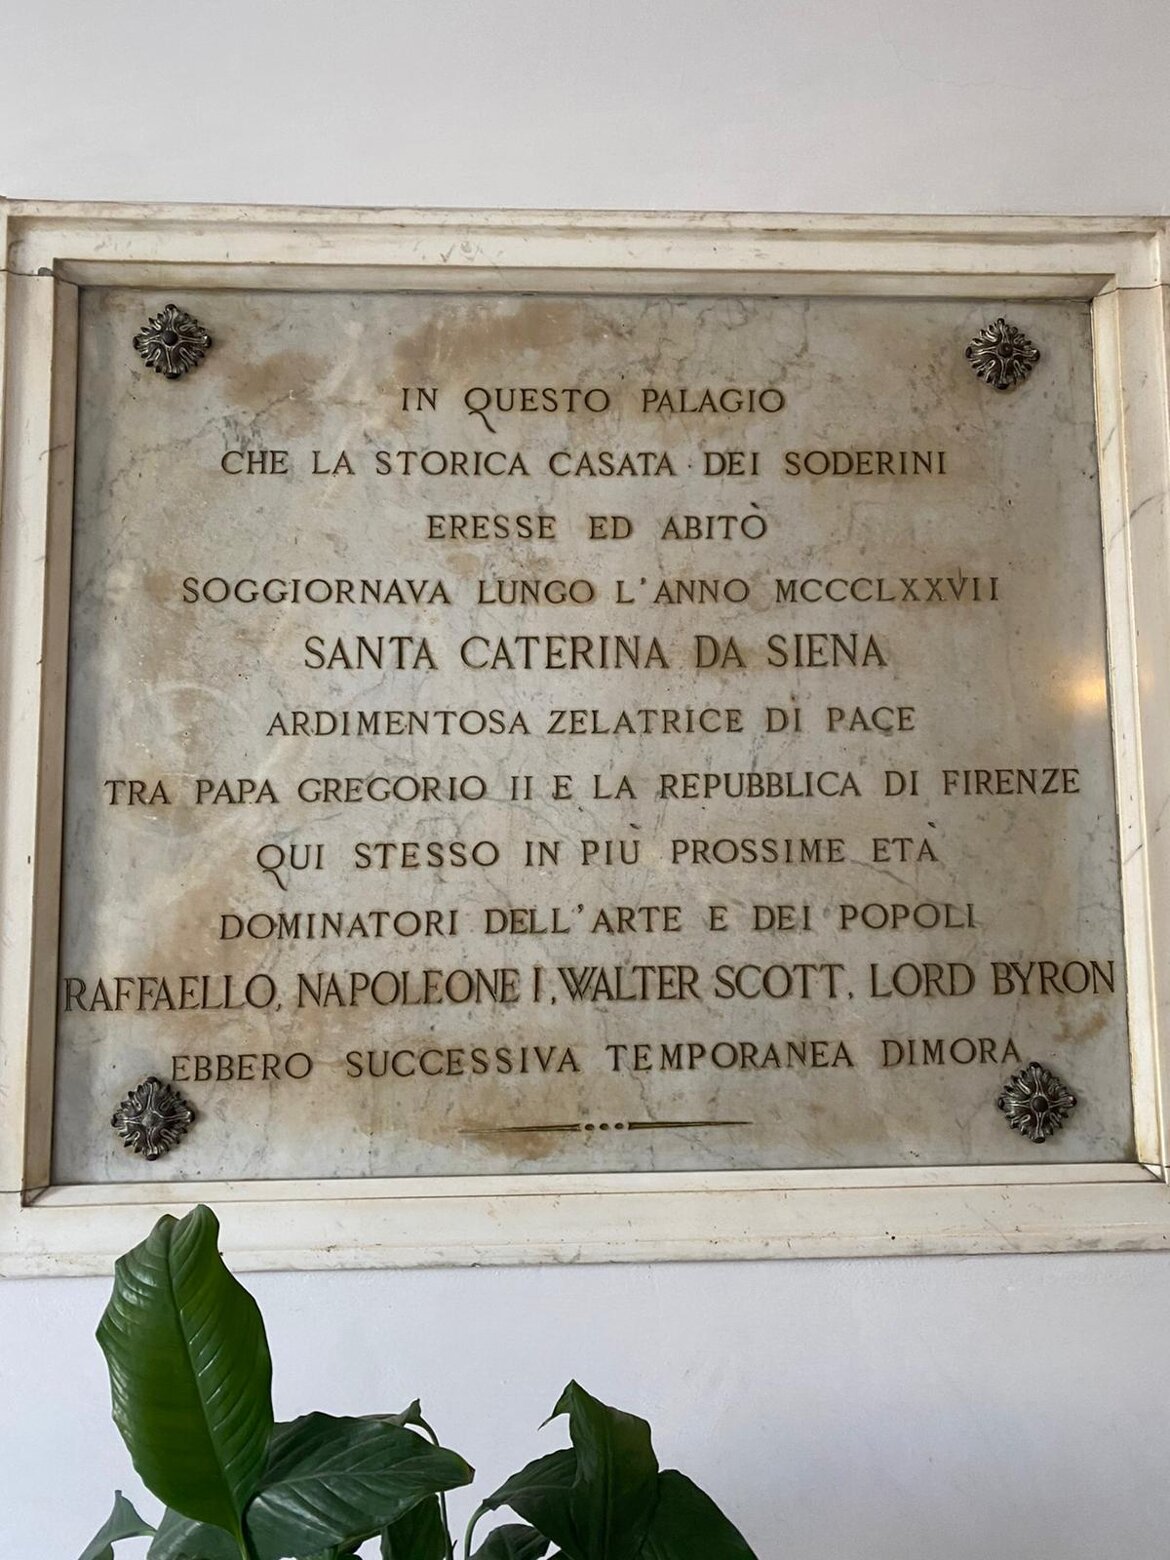 IN QUESTO PALAGIO
CHE LA STORICA CASATA DEI SODERINI
ERESSE ED ABITÒ
SOGGIORNAVA LUNGO L'ANNO MCCCLXXVII
SANTA CATERINA DA SIENA
ARDIMENTOSA ZELATRICE DI PACE
TRA PAPA GREGORIO II E LA REPUBBLICA DI FIRENZE
QUI STESSO IN PIÙ PROSSIME ETÀ
DOMINATORI DELL'ARTE E DEI POPOLI
RAFFAELLO, NAPOLEONE I, WALTER SCOTT, LORD BYRON
EBBERO SUCCESSIVA TEMPORANEA DIMORA